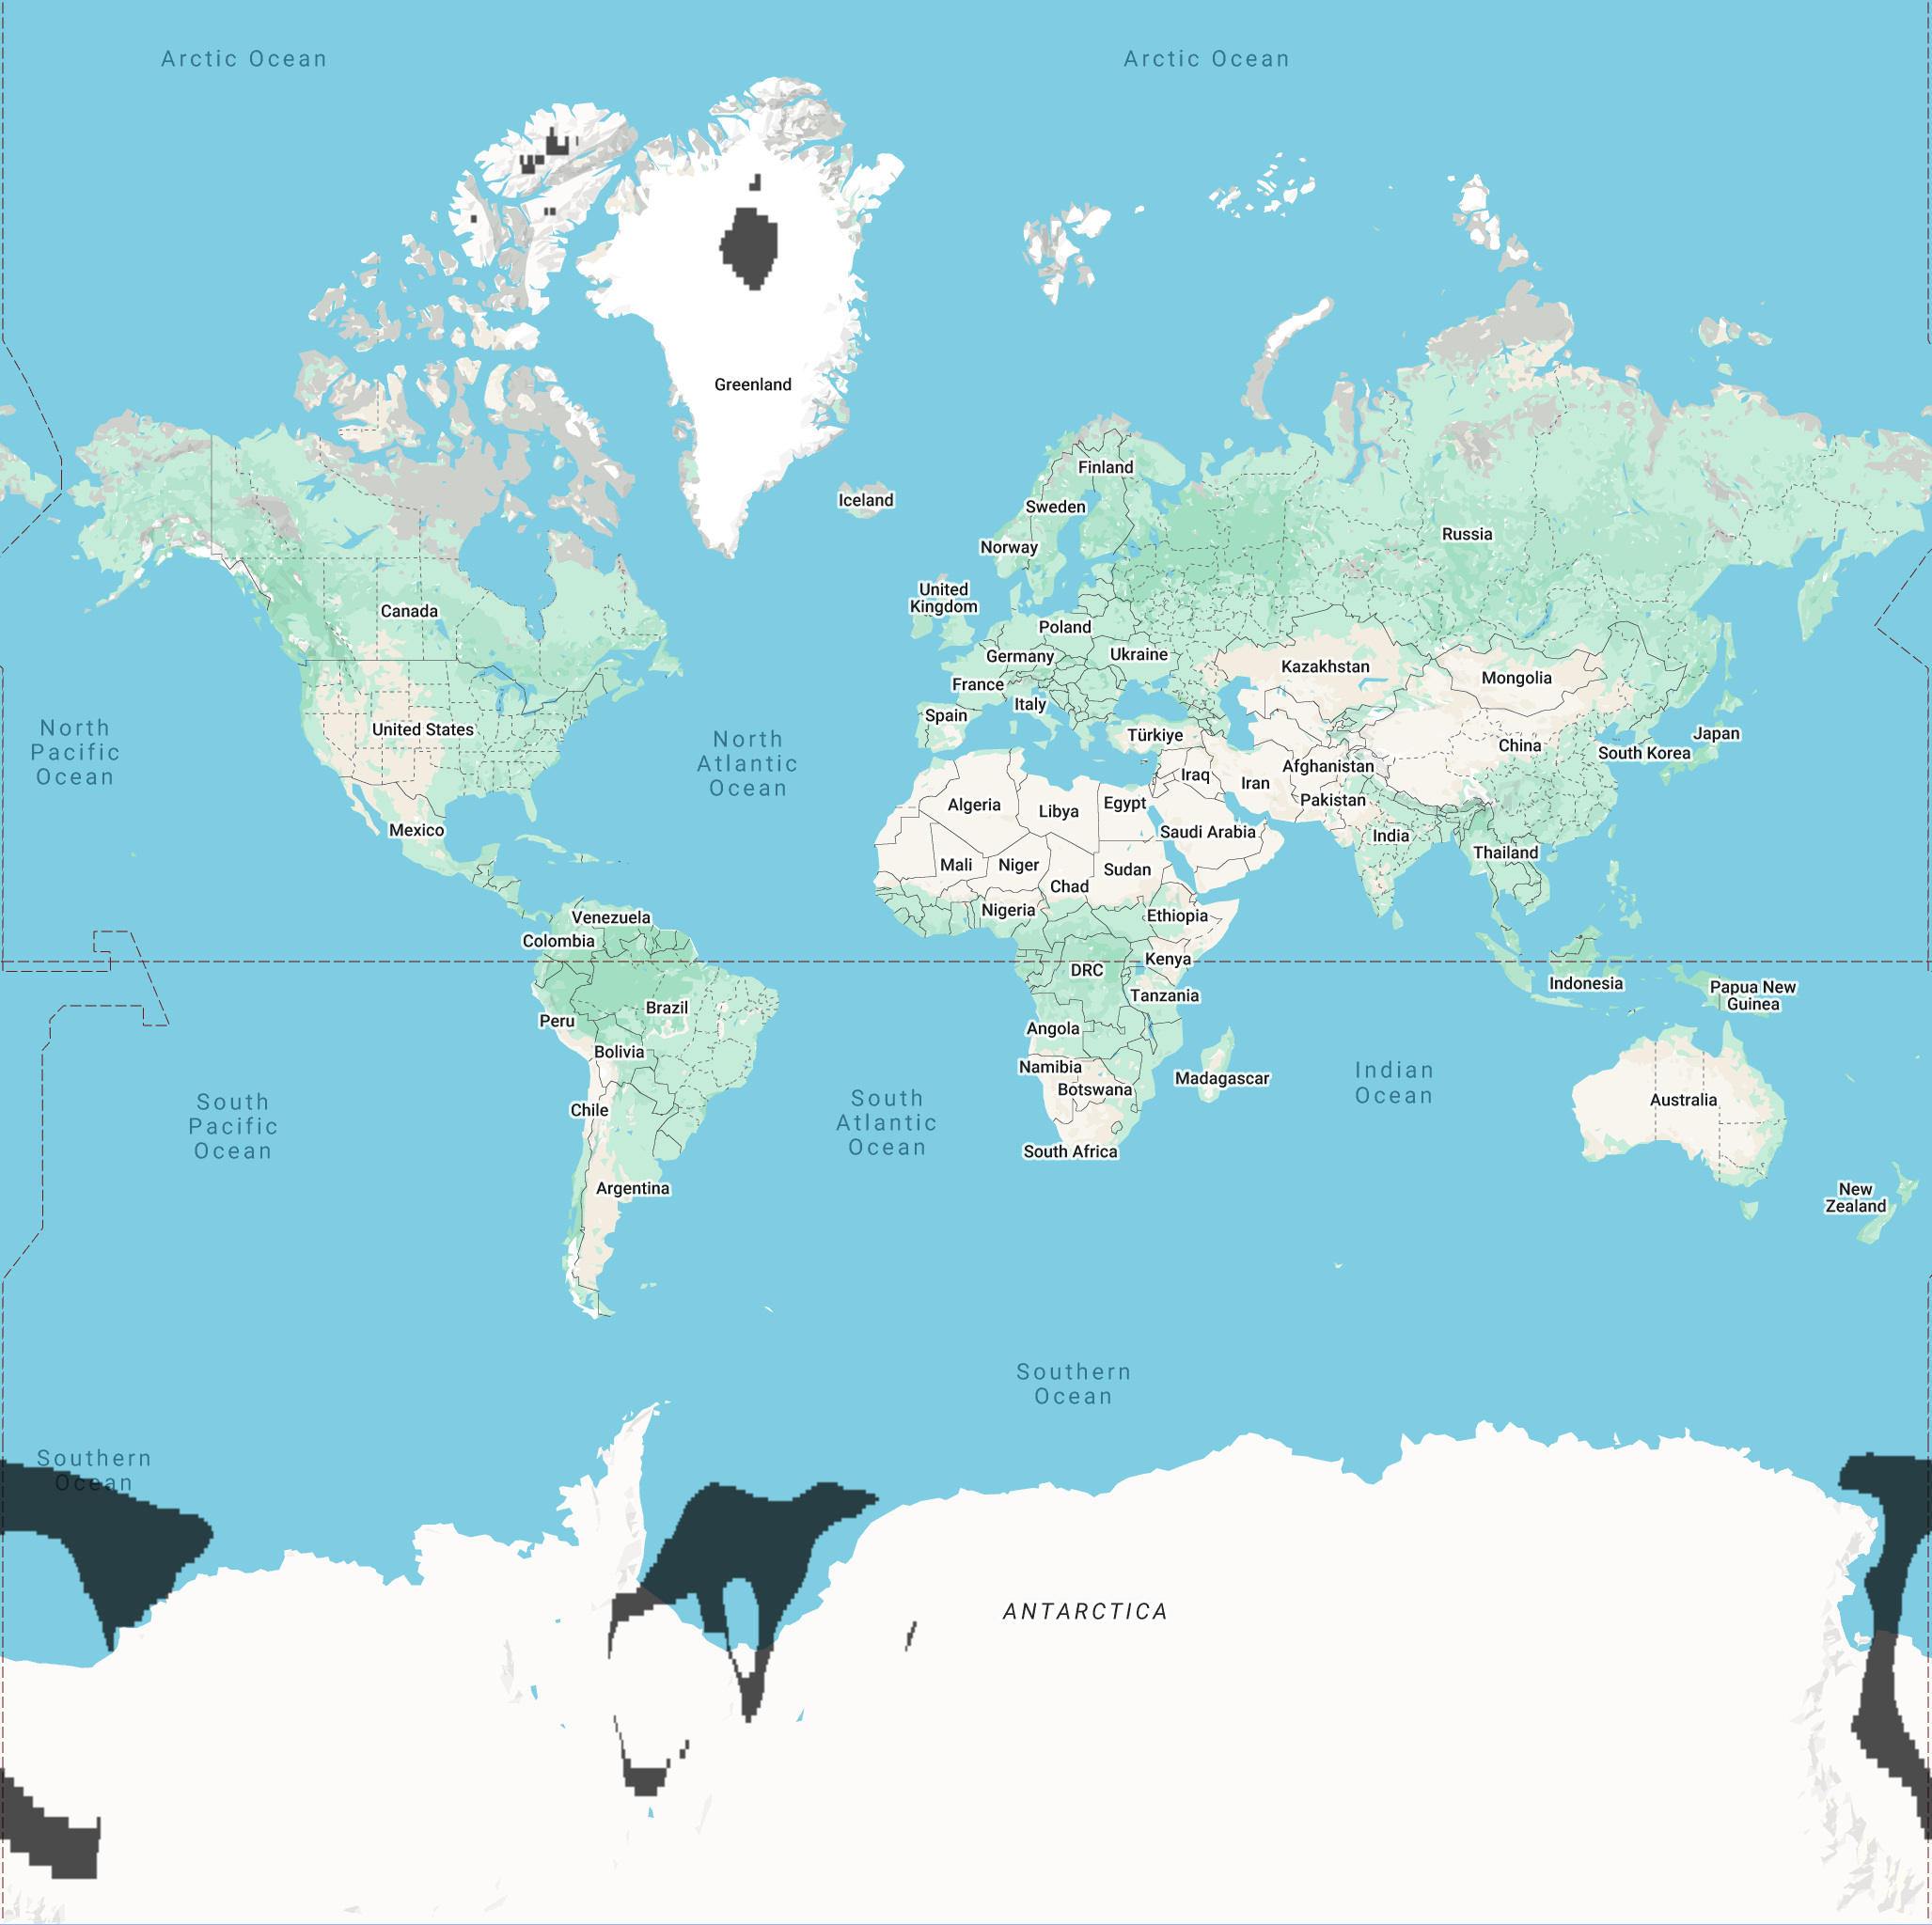 Arctic Ocean
Arctic Ocean
Greenland
Finland
Iceland
Sweden
Russia
Norway
United
Kingdom
Canada
Poland
Germany
Ukraine
Kazakhstan
Mongolia
France
Italy
Spain
United States
Türkiye
Japan
China
South Korea
North
Pacific
Ocean
North
Atlantic
Ocean
Iraq
Iran
Afghanistan
Pakistan
Algeria
Libya
Egypt
Saudi Arabia
India
Mexico
Thailand
Mali
Niger
Sudan
Chad
Nigeria
Ethiopia
Venezuela
Colombia
Kenya
DRC
Tanzania
Indonesia
Papua New
Guinea
Brazil
Peru
Angola
Bolivia
Namibia
Botswana
Madagascar
Indian
Ocean
Australia
Chile
South
Pacific
Ocean
South
Atlantic
Ocean
South Africa
Argentina
New
Zealand
Southern
Ocean
Southern
Ocean
ANTARCTICA